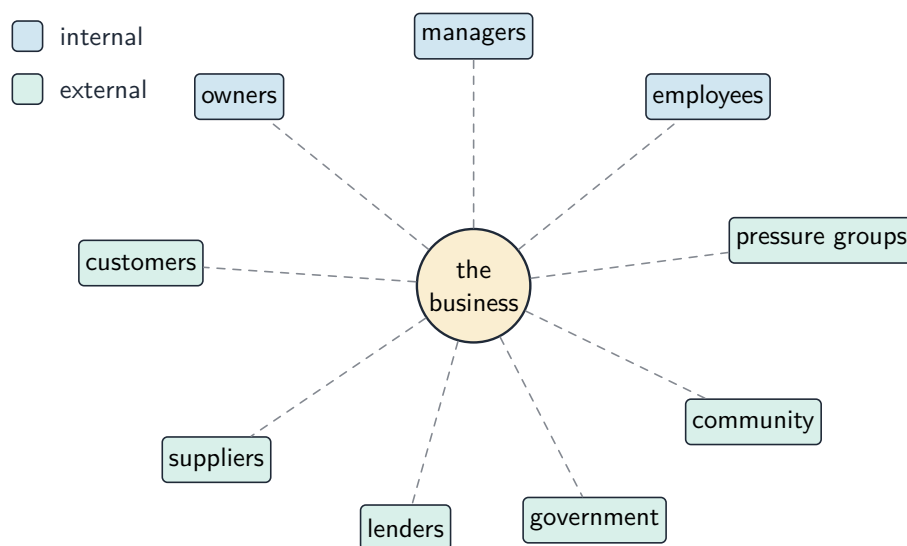 internal
external
managers
owners
employees
pressure groups
customers
the
business
community
suppliers
lenders
government